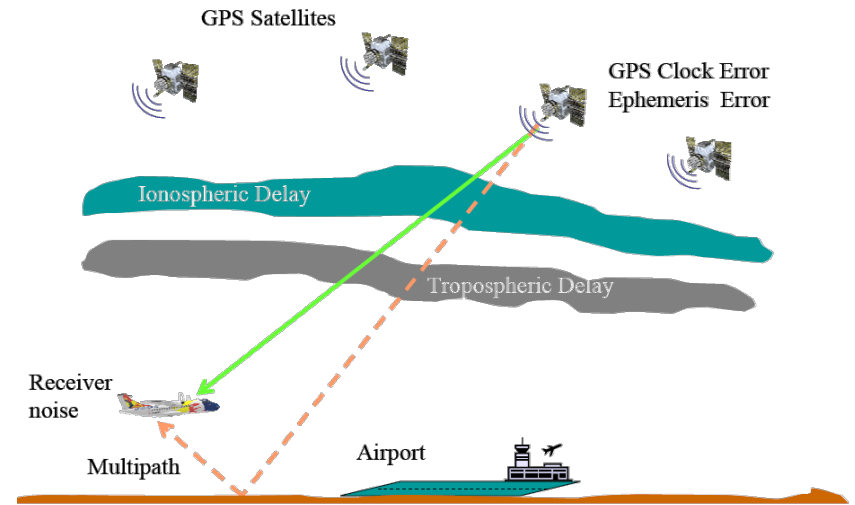 GPS Satellites
GPS Clock Error
Ephemeris Error
Ionospheric Delay
Tropospheric Delay
Receiver
noise
Multipath
Airport